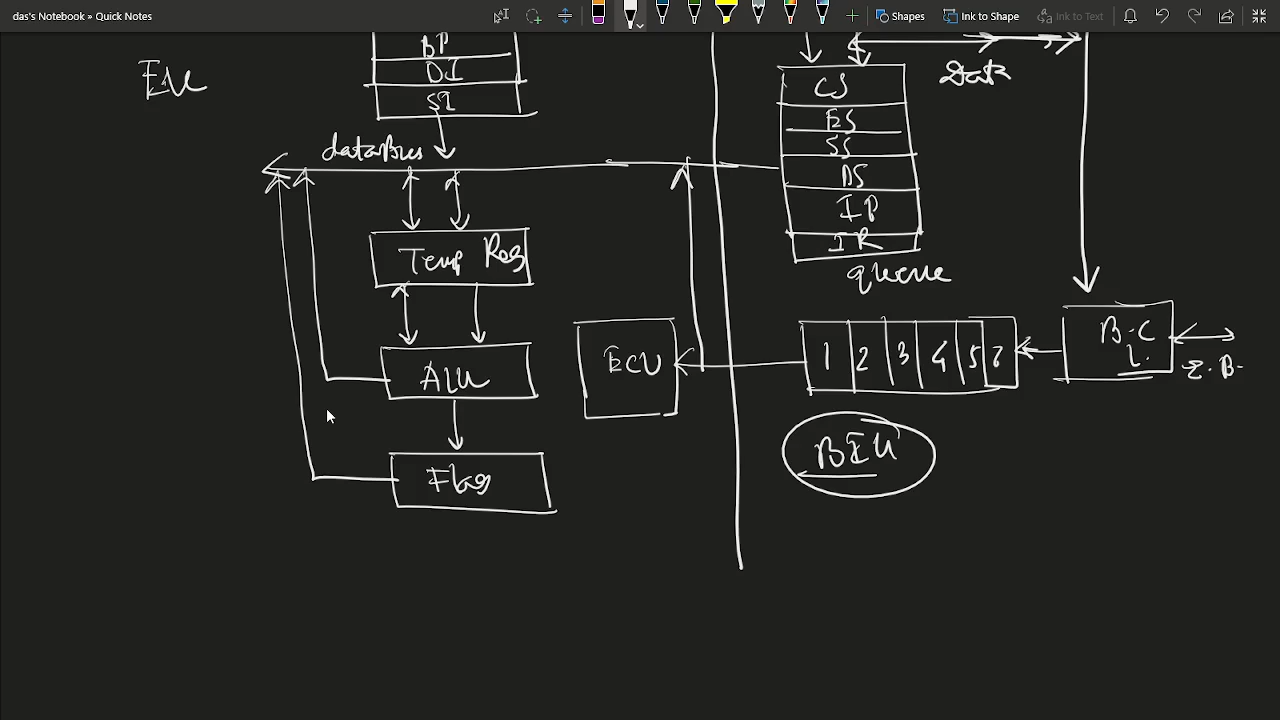 das's Notebook » Quick Notes
Shapes
Ink to Shape
Ink to Text
BP
DI
SI
EU
Data
CS
ES
SS
DS
IP
IR
queue
dataBus
Temp Reg
ALU
Flag
ECU
1 2 3 4 5 6
B.C
L.
BIU